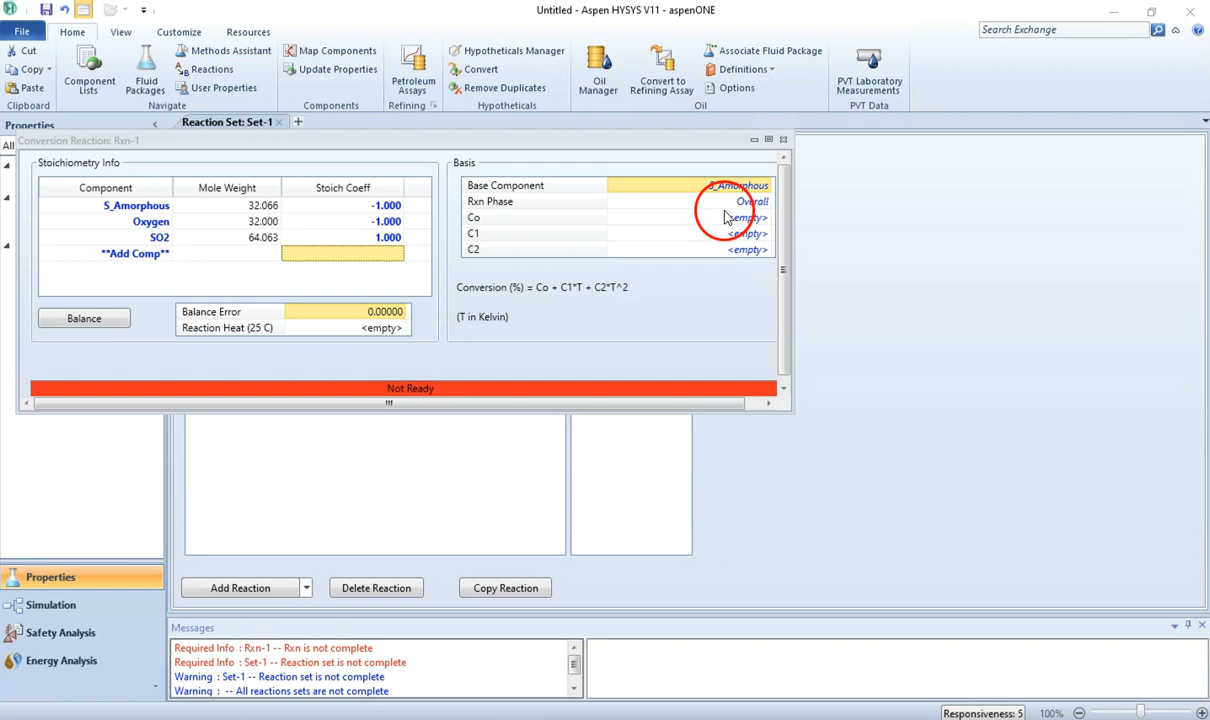 Untitled - Aspen HYSYS V11 - aspenONE
File Home View Customize Resources
Search Exchange
Cut
Copy
Paste
Clipboard
Component Lists
Fluid Packages
Methods Assistant
Reactions
User Properties
Navigate
Map Components
Update Properties
Components
Petroleum Assays
Refining
Hypotheticals Manager
Convert
Remove Duplicates
Hypotheticals
Oil Manager
Convert to Refining Assay
Associate Fluid Package
Definitions
Options
Oil
PVT Laboratory Measurements
PVT Data
Properties
Reaction Set: Set-1
All
Conversion Reaction: Rxn-1
Stoichiometry Info
Component Mole Weight Stoich Coeff
S_Amorphous 32.066 -1.000
Oxygen 32.000 -1.000
SO2 64.063 1.000
**Add Comp**
Balance
Balance Error 0.00000
Reaction Heat (25 C) <empty>
Basis
Base Component S_Amorphous
Rxn Phase Overall
Co <empty>
C1 <empty>
C2 <empty>
Conversion (%) = Co + C1*T + C2*T^2
(T in Kelvin)
Not Ready
Add Reaction Delete Reaction Copy Reaction
Properties
Simulation
Safety Analysis
Energy Analysis
Messages
Required Info : Rxn-1 -- Rxn is not complete
Required Info : Set-1 -- Reaction set is not complete
Warning : Set-1 -- Reaction set is not complete
Warning : -- All reactions sets are not complete
Responsiveness: 5 100%